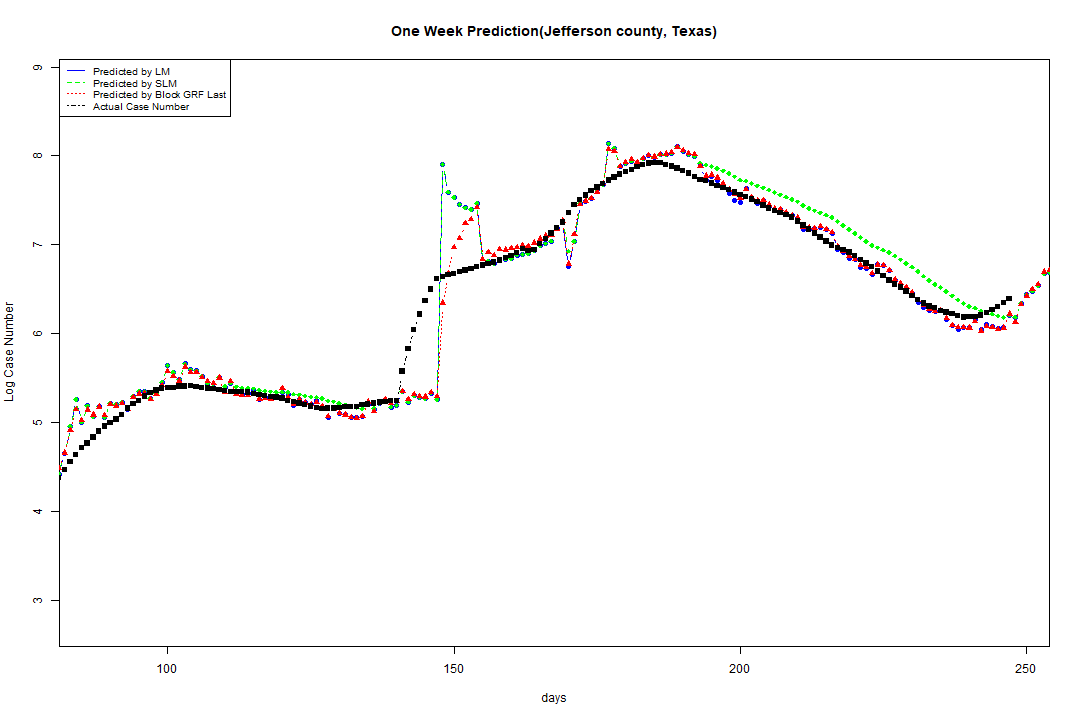 One Week Prediction(Jefferson county, Texas)
Predicted by LM
Predicted by SLM
Predicted by Block GRF Last
Actual Case Number
9
8
7
6
5
4
3
Log Case Number
100 150 200 250
days